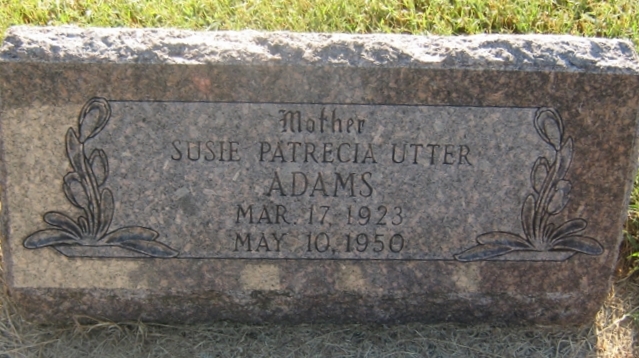 Mother
SUSIE PATRECIA UTTER
ADAMS
MAR. 17, 1923
MAY 10, 1950